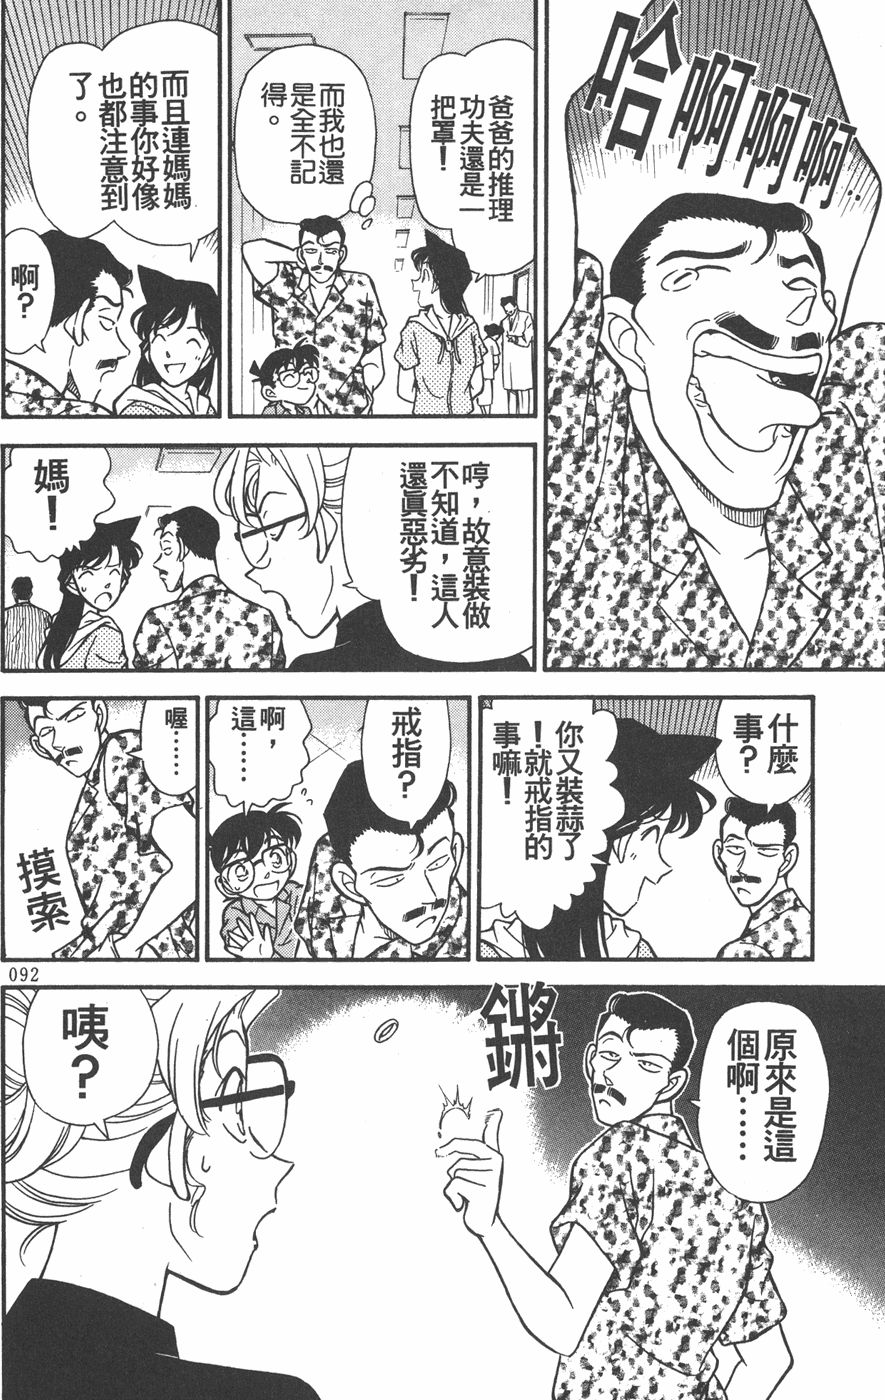 哈啊啊啊‥
爸爸的推理
功夫還是一
把罩！
而我也還
是全不記
得。
而且連媽媽
的事你好像
也都注意到
了。
啊？
哼，故意裝做
不知道，這人
還眞惡劣！
媽！
什麼
事？
你又裝蒜了
！就戒指的
事嘛！
戒指？
啊，
這……
喔……
摸索
092
原來是這
個啊……
鏘
咦？